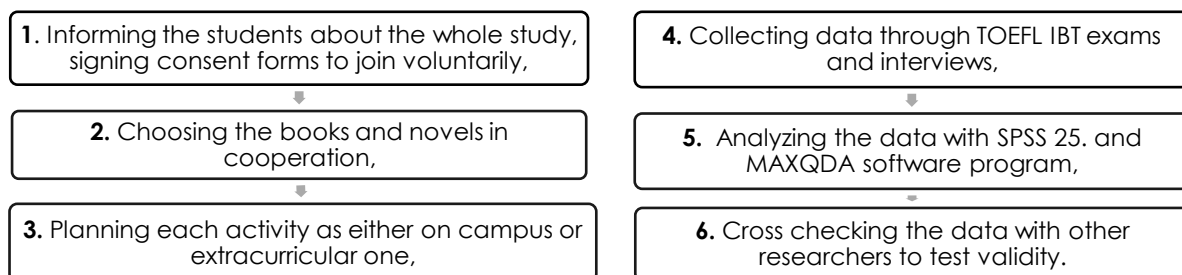 1. Informing the students about the whole study,
signing consent forms to join voluntarily,
2. Choosing the books and novels in
cooperation,
3. Planning each activity as either on campus or
extracurricular one,
4. Collecting data through TOEFL IBT exams
and interviews,
5. Analyzing the data with SPSS 25. and
MAXQDA software program,
6. Cross checking the data with other
researchers to test validity.